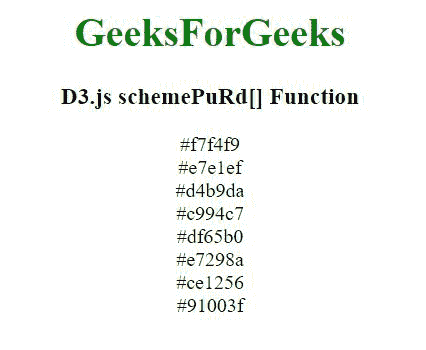 GeeksForGeeks
D3.js schemePuRd[] Function
#f7f4f9
#e7e1ef
#d4b9da
#c994c7
#df65b0
#e7298a
#ce1256
#91003f